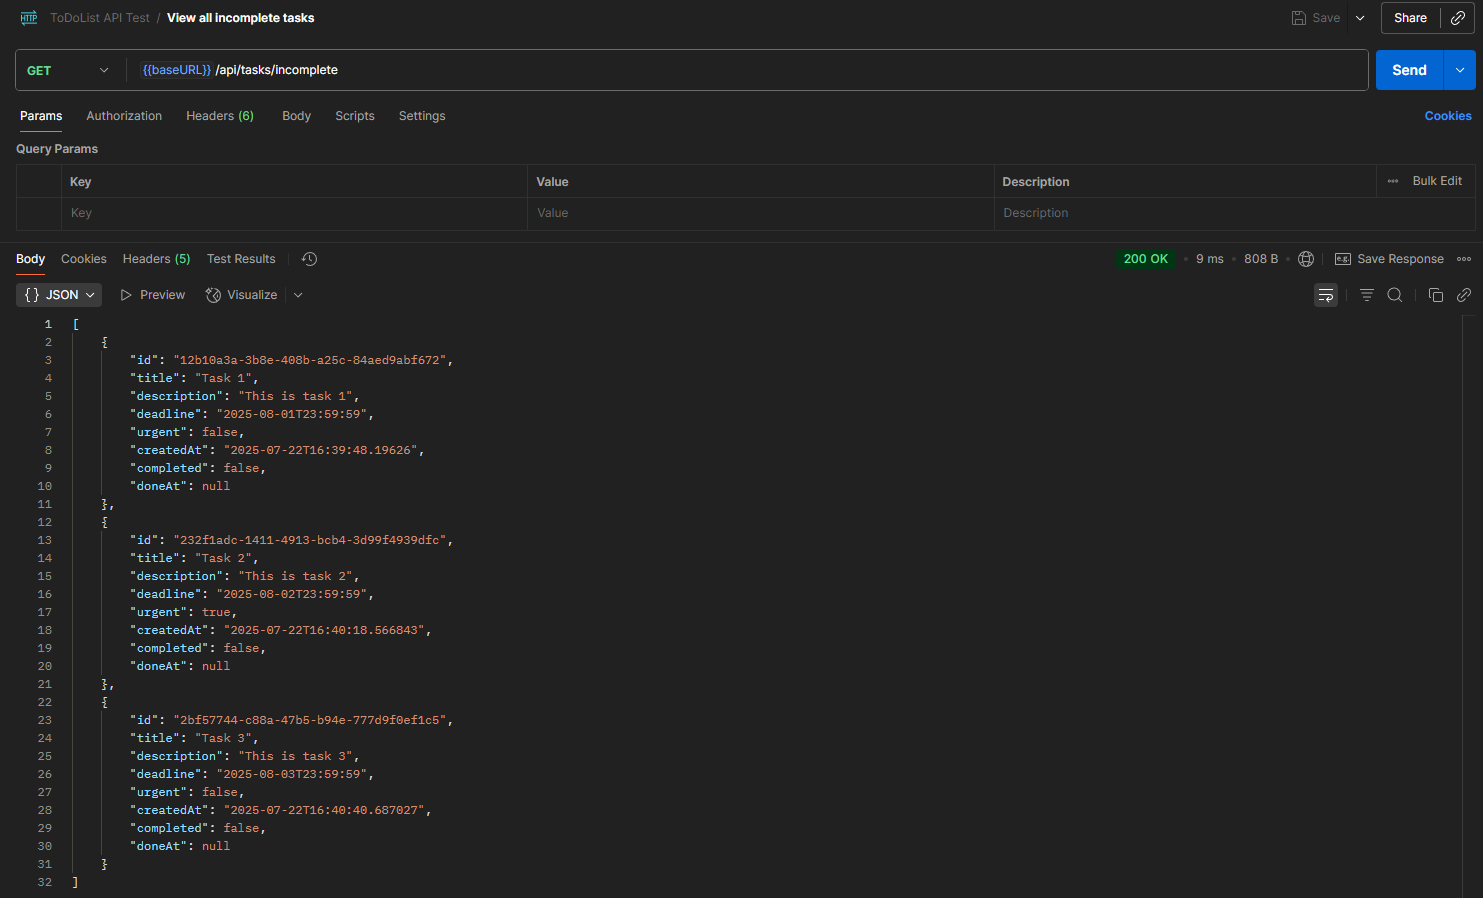 HTTP ToDoList API Test / View all incomplete tasks Save Share
GET {{baseURL}} /api/tasks/incomplete Send
Params Authorization Headers (6) Body Scripts Settings Cookies
Query Params
Key Value Description Bulk Edit
Key Value Description
Body Cookies Headers (5) Test Results 200 OK • 9 ms • 808 B • e.g. Save Response
{} JSON Preview Visualize
1 [
2 {
3 "id": "12b10a3a-3b8e-408b-a25c-84aed9abf672",
4 "title": "Task 1",
5 "description": "This is task 1",
6 "deadline": "2025-08-01T23:59:59",
7 "urgent": false,
8 "createdAt": "2025-07-22T16:39:48.19626",
9 "completed": false,
10 "doneAt": null
11 },
12 {
13 "id": "232f1adc-1411-4913-bcb4-3d99f4939dfc",
14 "title": "Task 2",
15 "description": "This is task 2",
16 "deadline": "2025-08-02T23:59:59",
17 "urgent": true,
18 "createdAt": "2025-07-22T16:40:18.566843",
19 "completed": false,
20 "doneAt": null
21 },
22 {
23 "id": "2bf57744-c88a-47b5-b94e-777d9f0ef1c5",
24 "title": "Task 3",
25 "description": "This is task 3",
26 "deadline": "2025-08-03T23:59:59",
27 "urgent": false,
28 "createdAt": "2025-07-22T16:40:40.687027",
29 "completed": false,
30 "doneAt": null
31 }
32 ]